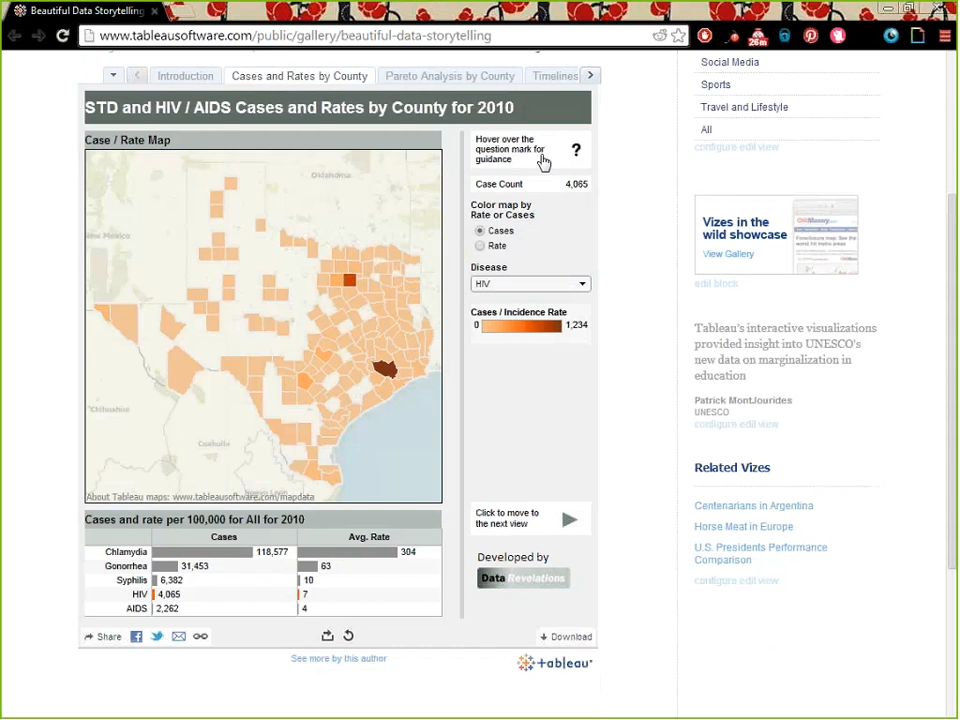 Beautiful Data Storytelling
www.tableausoftware.com/public/gallery/beautiful-data-storytelling
26m
Introduction
Cases and Rates by County
Pareto Analysis by County
Timelines
STD and HIV / AIDS Cases and Rates by County for 2010
Case / Rate Map
Oklahoma
New Mexico
Chihuahua
Coahuila
About Tableau maps: www.tableausoftware.com/mapdata
Hover over the
question mark for
guidance
?
Case Count 4,065
Color map by
Rate or Cases
Cases
Rate
Disease
HIV
Cases / Incidence Rate
0 1,234
Click to move to
the next view
Developed by
Data Revelations
Cases and rate per 100,000 for All for 2010
Cases Avg. Rate
Chlamydia 118,577 304
Gonorrhea 31,453 63
Syphilis 6,382 10
HIV 4,065 7
AIDS 2,262 4
Share
Download
See more by this author
+tableau
Social Media
Sports
Travel and Lifestyle
All
configure edit view
Vizes in the
wild showcase
View Gallery
edit block
Tableau's interactive visualizations
provided insight into UNESCO's
new data on marginalization in
education
Patrick MontJourides
UNESCO
configure edit view
Related Vizes
Centenarians in Argentina
Horse Meat in Europe
U.S. Presidents Performance
Comparison
configure edit view